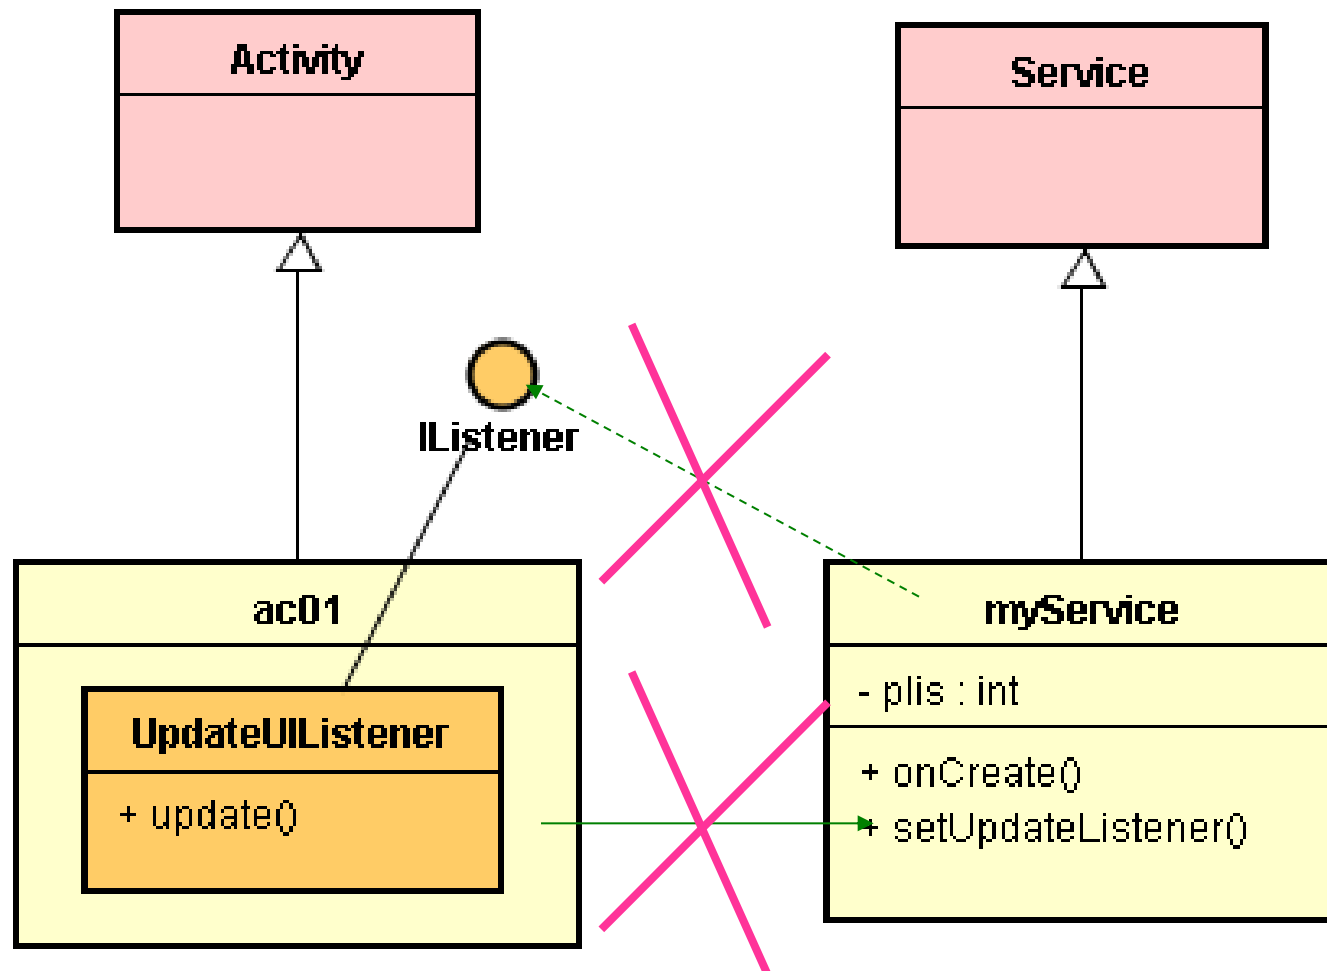 Activity
Service
IListener
ac01
UpdateUIListener
+ update()
myService
- plis : int
+ onCreate()
+ setUpdateListener()